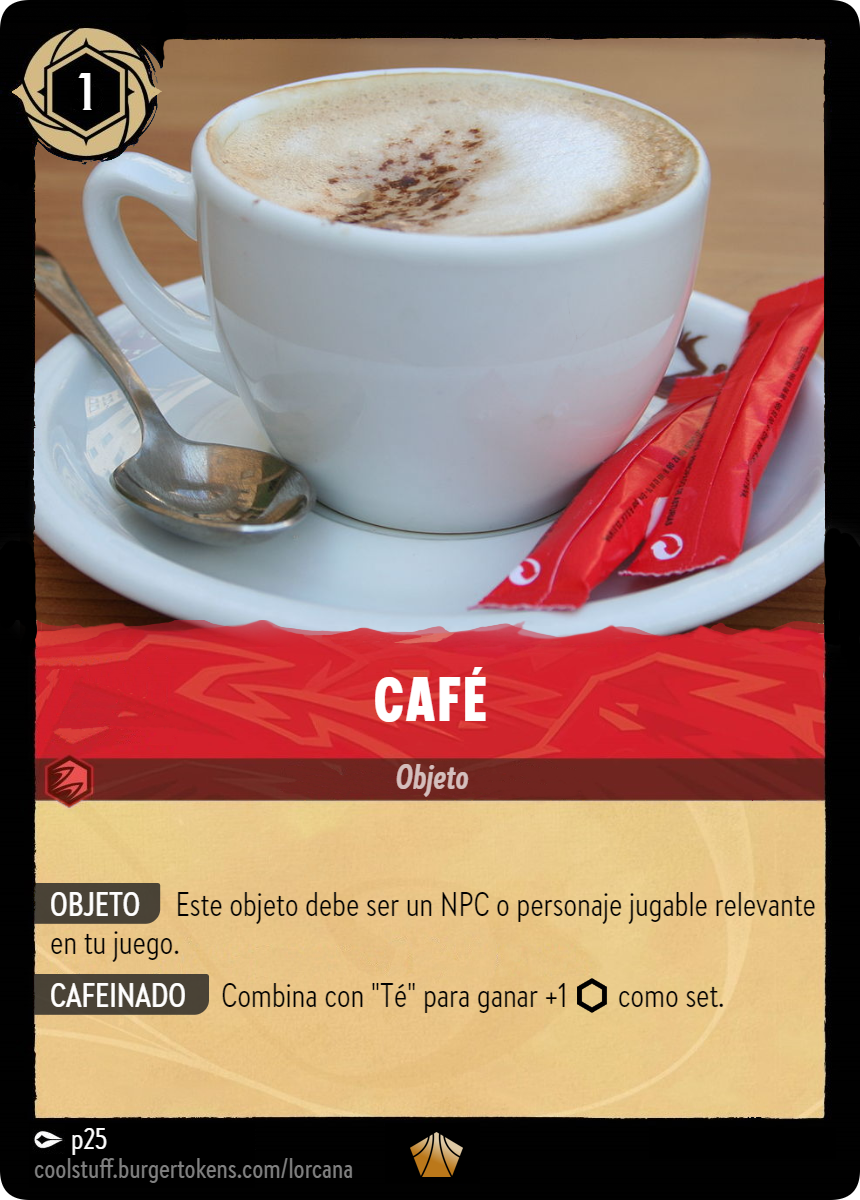 1
CAFÉ
Objeto
OBJETO Este objeto debe ser un NPC o personaje jugable relevante
en tu juego.
CAFEINADO Combina con "Té" para ganar +1 como set.
p25
coolstuff.burgertokens.com/lorcana